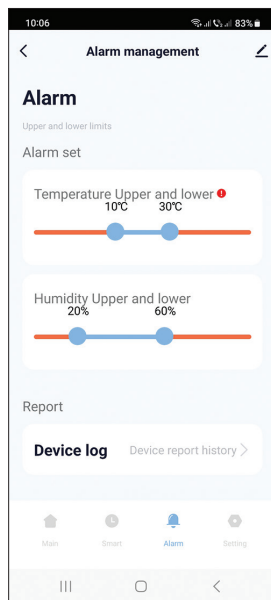 10:06 83%
Alarm management
Alarm
Upper and lower limits
Alarm set
Temperature Upper and lower
10℃ 30℃
Humidity Upper and lower
20% 60%
Report
Device log Device report history
Main Smart Alarm Setting